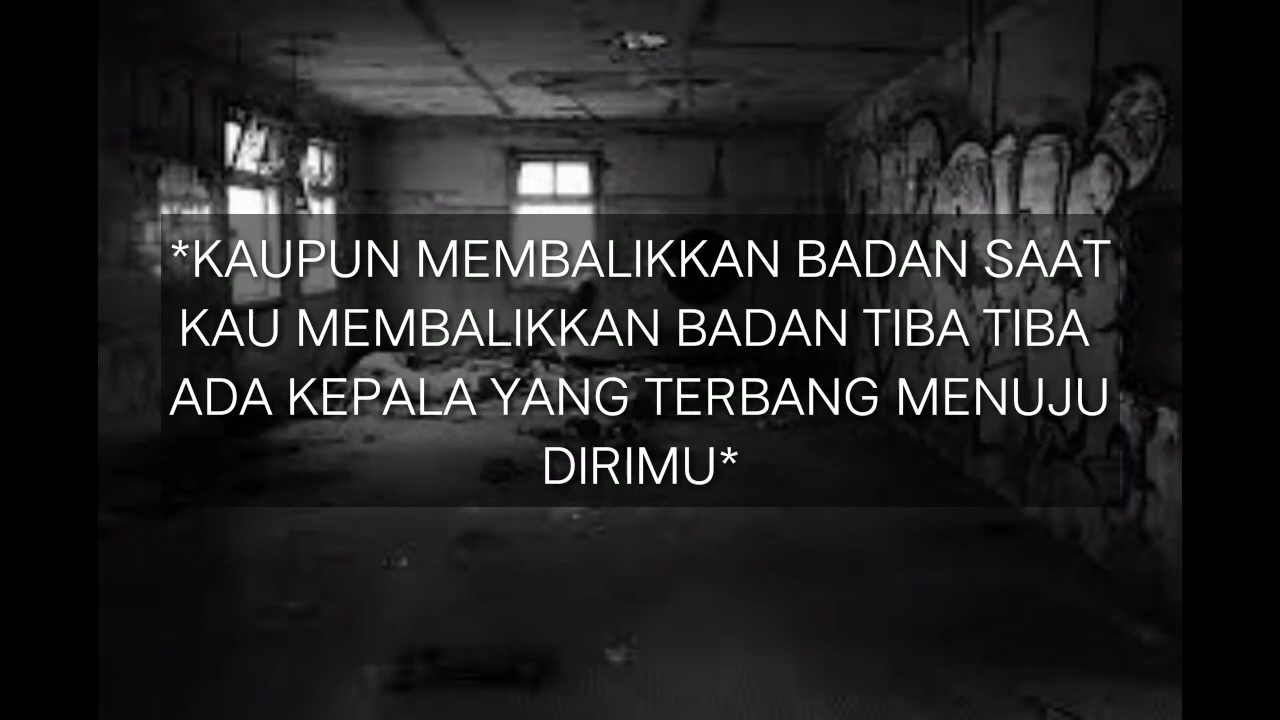 *KAUPUN MEMBALIKKAN BADAN SAAT
KAU MEMBALIKKAN BADAN TIBA TIBA
ADA KEPALA YANG TERBANG MENUJU
DIRIMU*